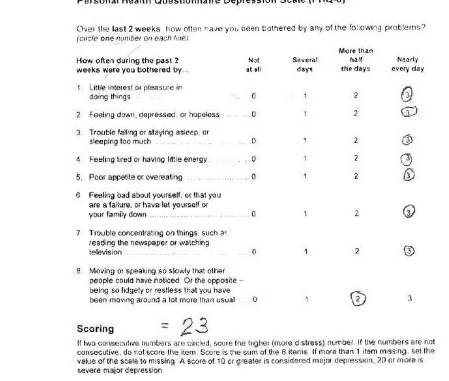 Personal Health Questionnaire Depression Scale (PHQ-8)
Over the last 2 weeks how often have you been bothered by any of the following problems?
(circle one number on each line)
How often during the past 2 weeks were you bothered by... Not at all Several days More than half the days Nearly every day
1 Little interest or pleasure in doing things 0 1 2 3
2 Feeling down, depressed, or hopeless 0 1 2 3
3. Trouble falling or staying asleep, or sleeping too much 0 1 2 3
4 Feeling tired or having little energy 0 1 2 3
5. Poor appetite or overeating 0 1 2 3
6 Feeling bad about yourself, or that you are a failure, or have let yourself or your family down 0 1 2 3
7 Trouble concentrating on things, such as reading the newspaper or watching television 0 1 2 3
8. Moving or speaking so slowly that other people could have noticed. Or the opposite – being so fidgety or restless that you have been moving around a lot more than usual 0 1 2 3
Scoring = 23
If two consecutive numbers are circled, score the higher (more distress) number. If the numbers are not
consecutive, do not score the item. Score is the sum of the 8 items. If more than 1 item missing, set the
value of the scale to missing. A score of 10 or greater is considered major depression, 20 or more is
severe major depression